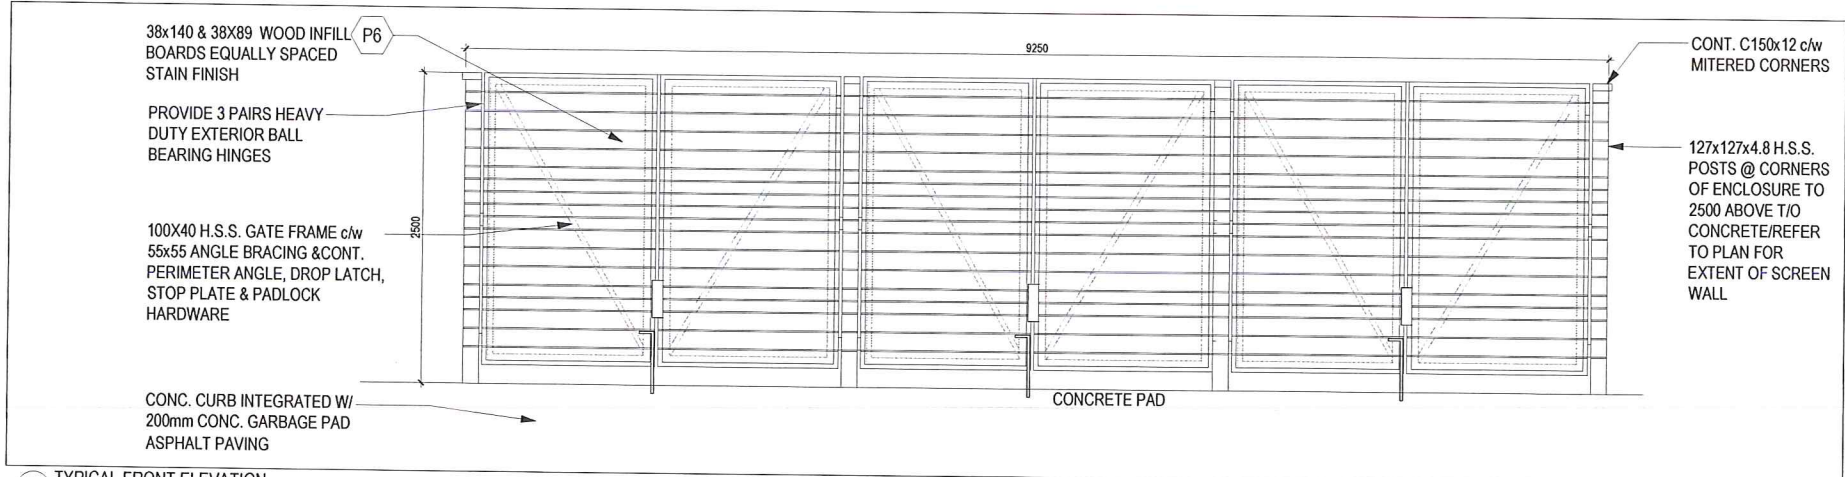 38x140 & 38X89 WOOD INFILL
BOARDS EQUALLY SPACED
STAIN FINISH
P6
PROVIDE 3 PAIRS HEAVY
DUTY EXTERIOR BALL
BEARING HINGES
100X40 H.S.S. GATE FRAME c/w
55x55 ANGLE BRACING &CONT.
PERIMETER ANGLE, DROP LATCH,
STOP PLATE & PADLOCK
HARDWARE
CONC. CURB INTEGRATED W/
200mm CONC. GARBAGE PAD
ASPHALT PAVING
2500
9250
CONCRETE PAD
CONT. C150x12 c/w
MITERED CORNERS
127x127x4.8 H.S.S.
POSTS @ CORNERS
OF ENCLOSURE TO
2500 ABOVE T/O
CONCRETE/REFER
TO PLAN FOR
EXTENT OF SCREEN
WALL
TYPICAL FRONT ELEVATION